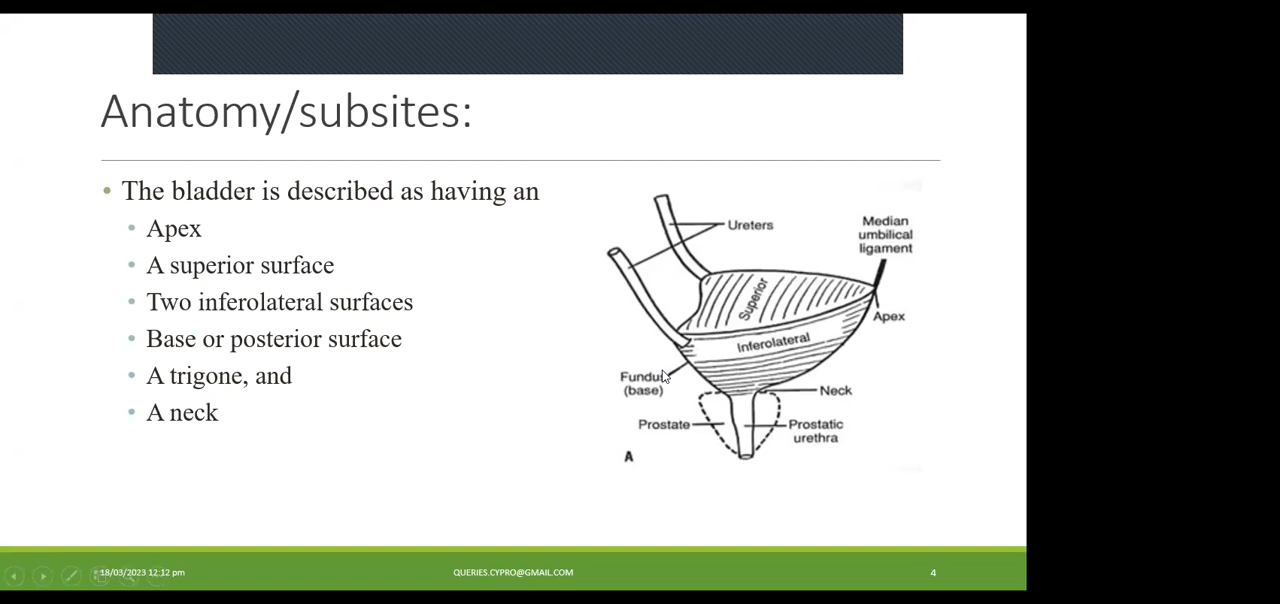 Anatomy/subsites:
• The bladder is described as having an
• Apex
• A superior surface
• Two inferolateral surfaces
• Base or posterior surface
• A trigone, and
• A neck
Ureters
Median
umbilical
ligament
Superior
Apex
Inferolateral
Fundus
(base)
Neck
Prostate
Prostatic
urethra
A
18/03/2023 12:12 pm
QUERIES.CYPRO@GMAIL.COM
4